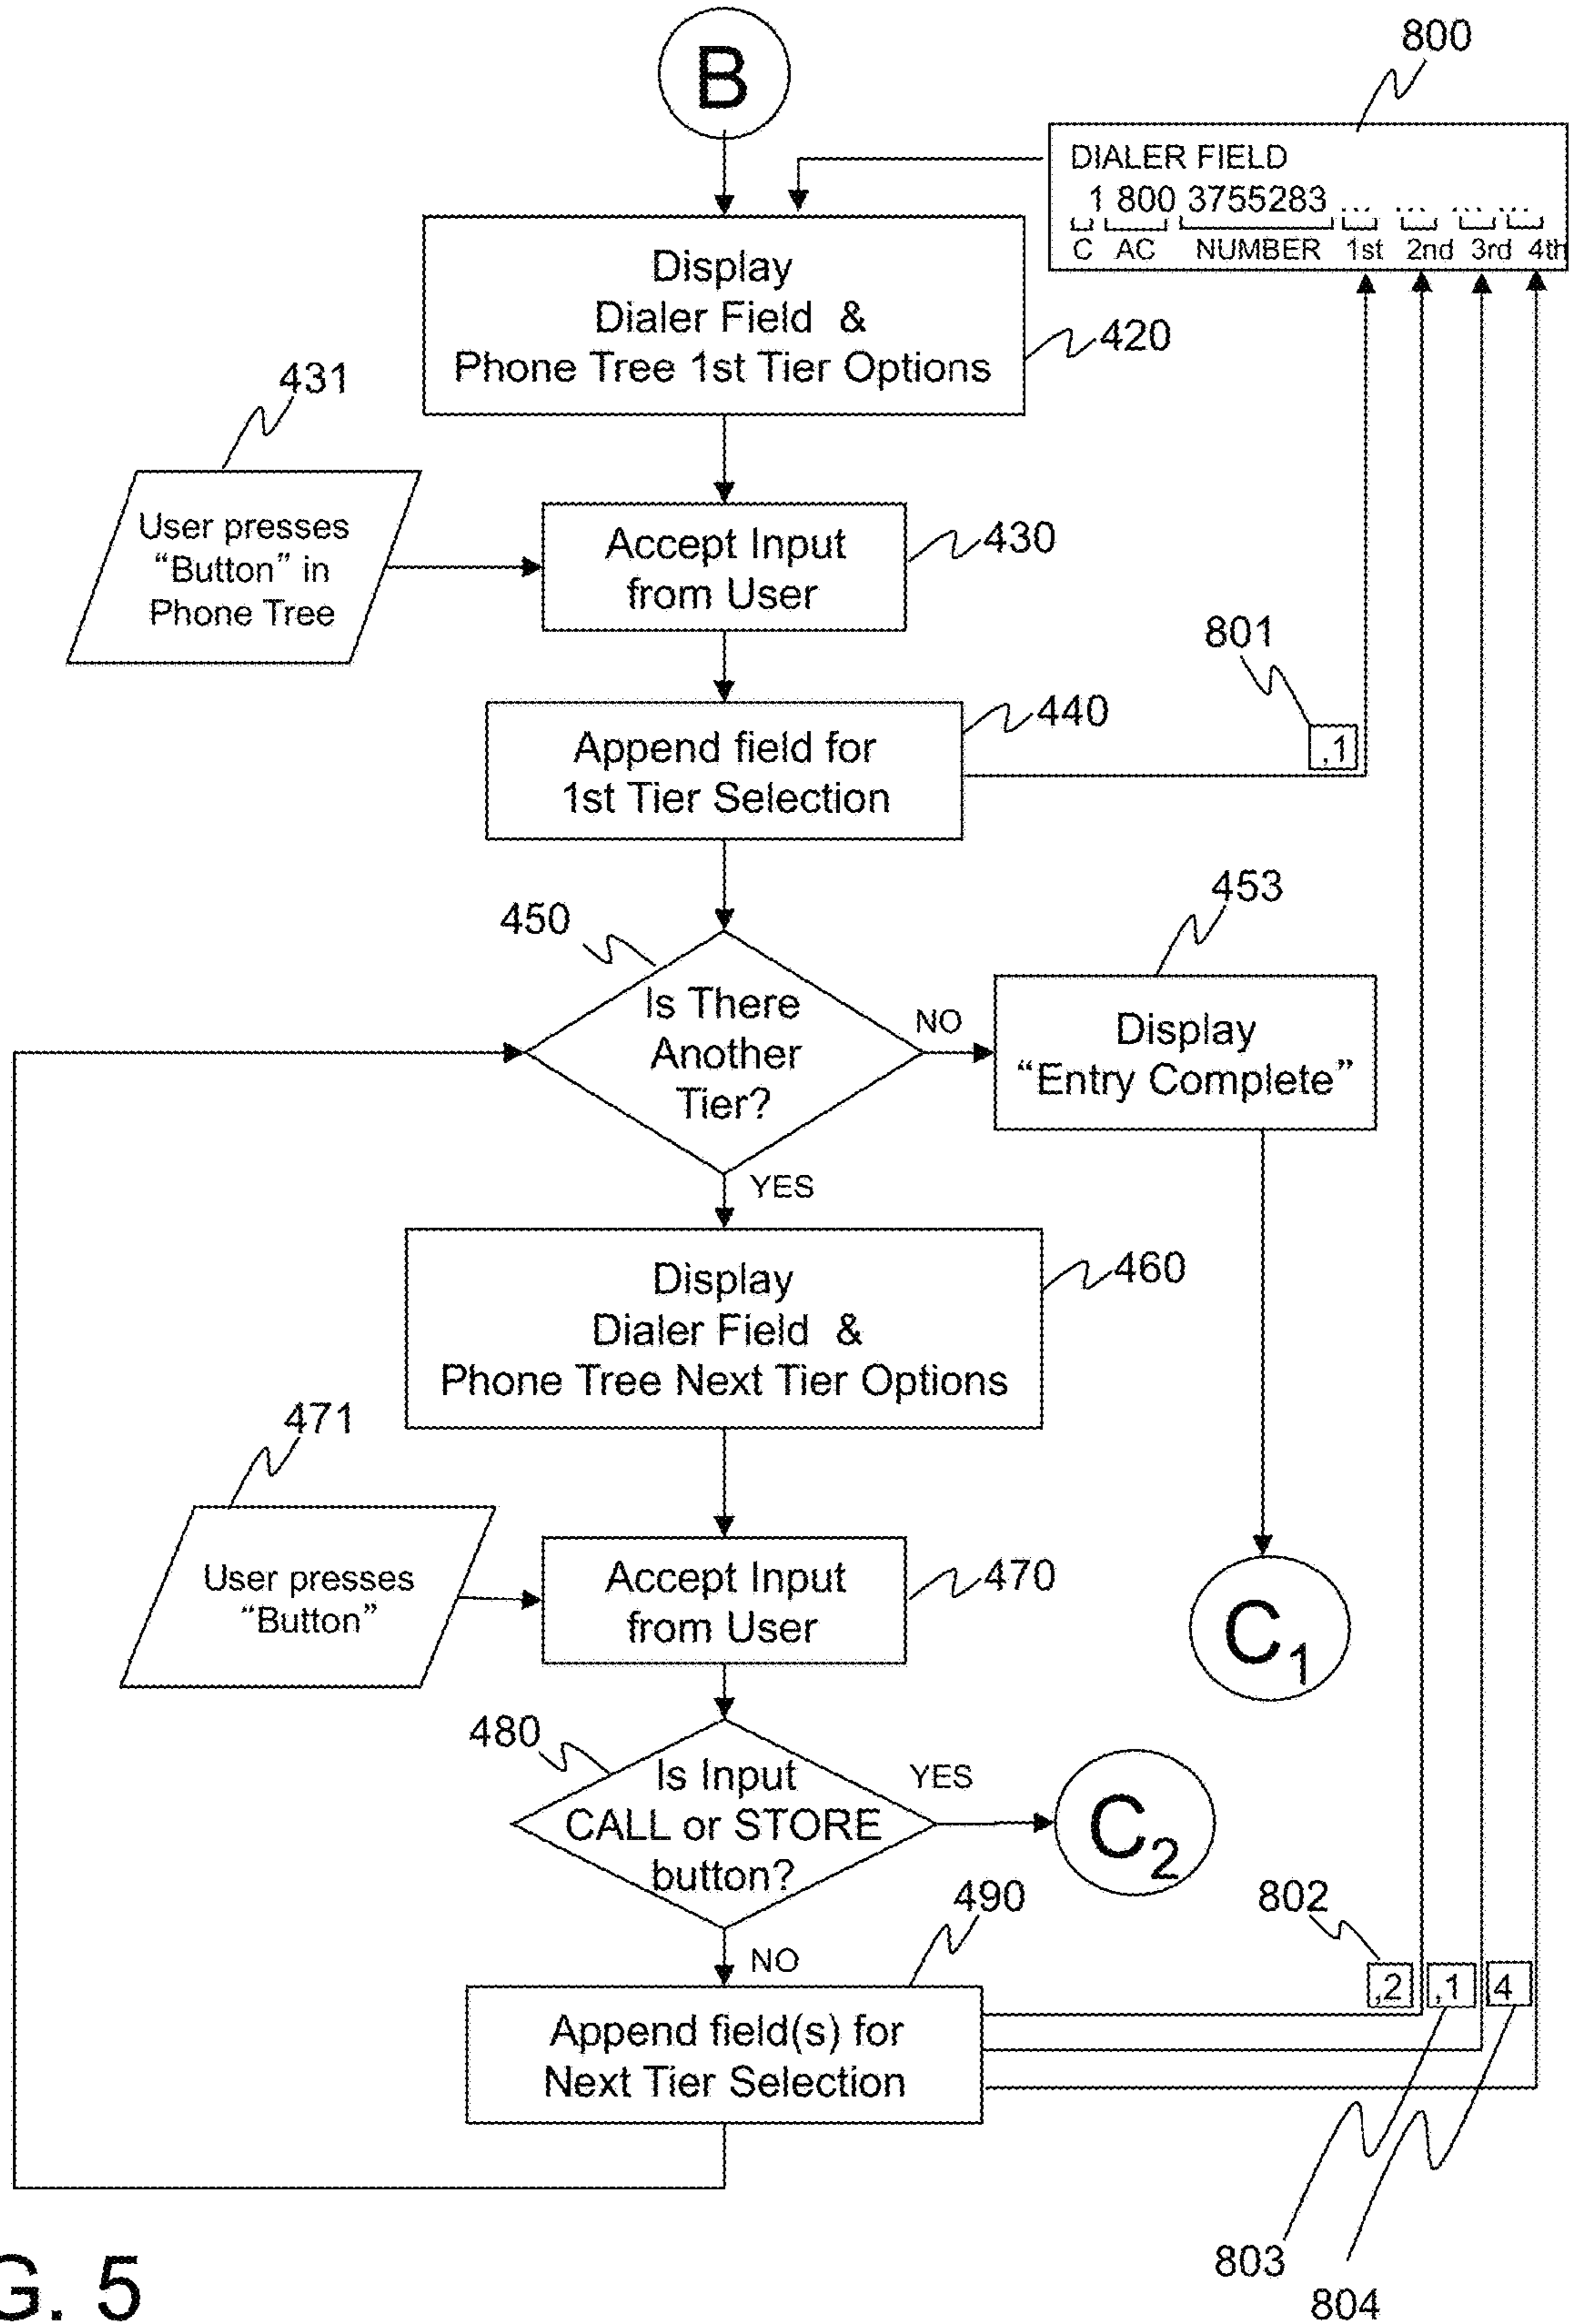 B
800
DIALER FIELD
1 800 3755283 ... ... ... ...
C AC NUMBER 1st 2nd 3rd 4th
Display
Dialer Field &
Phone Tree 1st Tier Options
420
431
User presses
“Button” in
Phone Tree
Accept Input
from User
430
801
,1
Append field for
1st Tier Selection
440
450
Is There
Another
Tier?
NO
453
Display
“Entry Complete”
YES
Display
Dialer Field &
Phone Tree Next Tier Options
460
471
User presses
“Button”
Accept Input
from User
470
C1
480
Is Input
CALL or STORE
button?
YES
C2
NO
490
802
,2 ,1 4
Append field(s) for
Next Tier Selection
803
804
G. 5